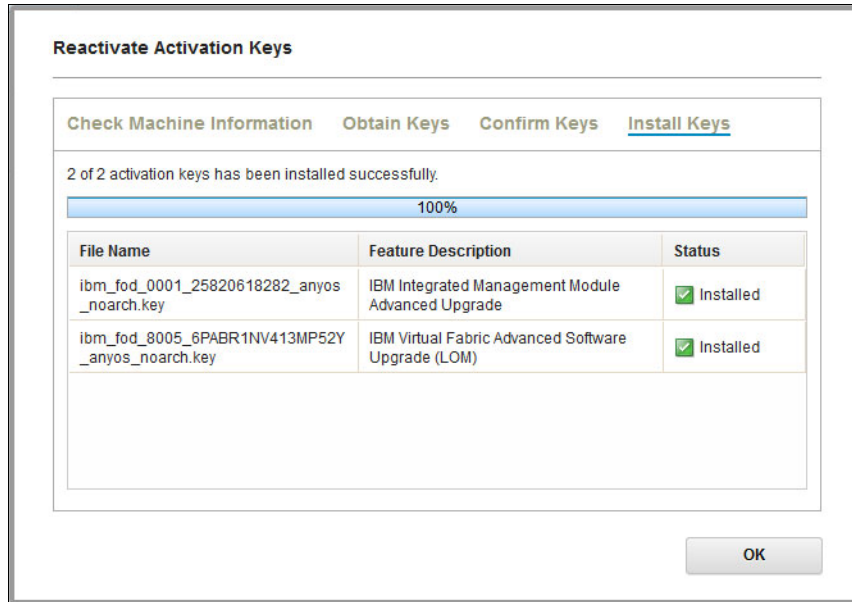 Reactivate Activation Keys
Check Machine Information Obtain Keys Confirm Keys Install Keys
2 of 2 activation keys has been installed successfully.
100%
File Name Feature Description Status
ibm_fod_0001_25820618282_anyos
_noarch.key
IBM Integrated Management Module
Advanced Upgrade
Installed
ibm_fod_8005_6PABR1NV413MP52Y
_anyos_noarch.key
IBM Virtual Fabric Advanced Software
Upgrade (LOM)
Installed
OK